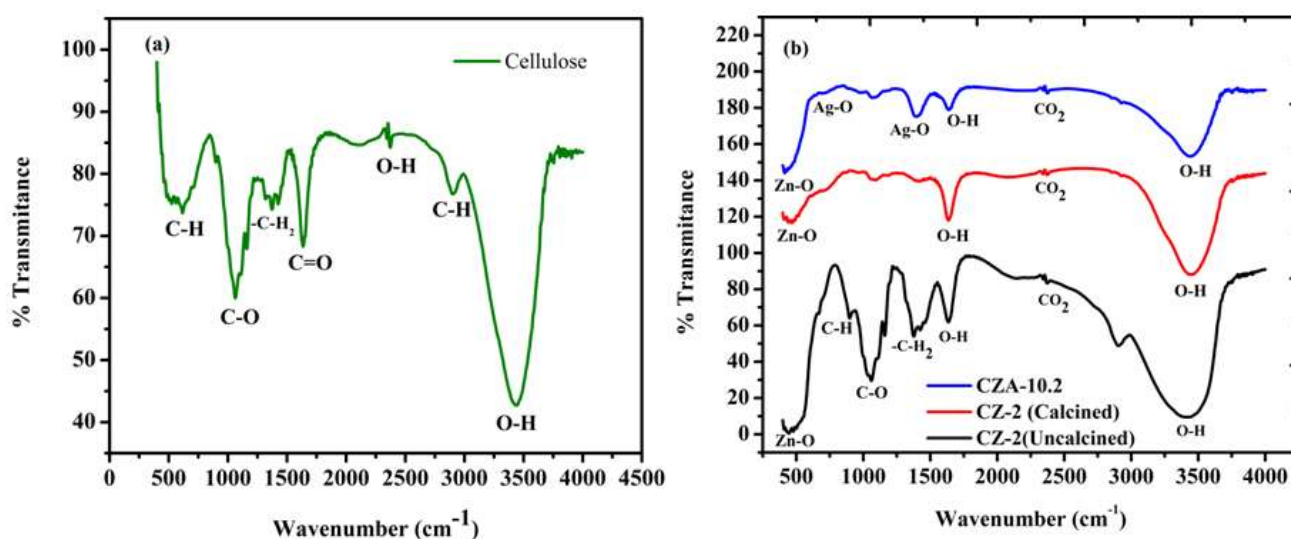 (a)
Cellulose
100
90
80
70
60
50
40
% Transmitance
C-H
C-O
-C-H2
C=O
O-H
C-H
O-H
0 500 1000 1500 2000 2500 3000 3500 4000 4500
Wavenumber (cm-1)
(b)
220
200
180
160
140
120
100
80
60
40
20
0
% Transmitance
Zn-O
Ag-O
Ag-O
O-H
CO2
O-H
Zn-O
O-H
CO2
O-H
Zn-O
C-H
C-O
-C-H2
O-H
CO2
O-H
CZA-10.2
CZ-2 (Calcined)
CZ-2(Uncalcined)
500 1000 1500 2000 2500 3000 3500 4000
Wavenumber (cm-1)